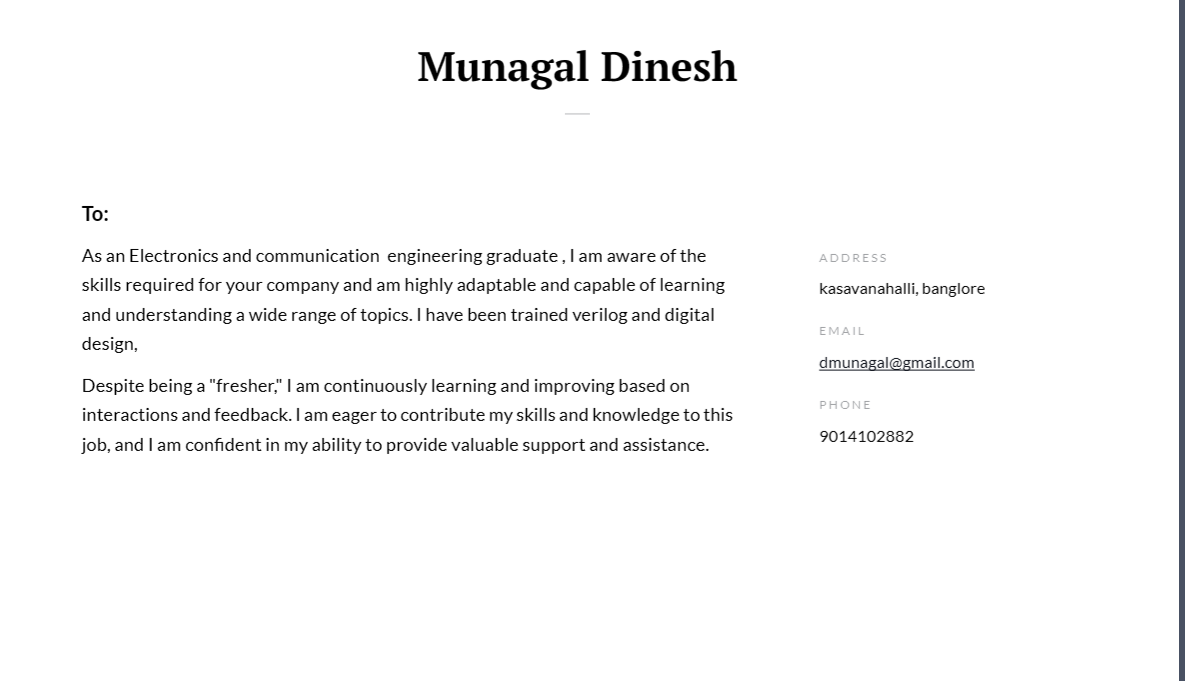 Munagal Dinesh
To:
As an Electronics and communication  engineering graduate , I am aware of the
skills required for your company and am highly adaptable and capable of learning
and understanding a wide range of topics. I have been trained verilog and digital
design,
Despite being a "fresher," I am continuously learning and improving based on
interactions and feedback. I am eager to contribute my skills and knowledge to this
job, and I am confident in my ability to provide valuable support and assistance.
ADDRESS
kasavanahalli, banglore
EMAIL
dmunagal@gmail.com
PHONE
9014102882